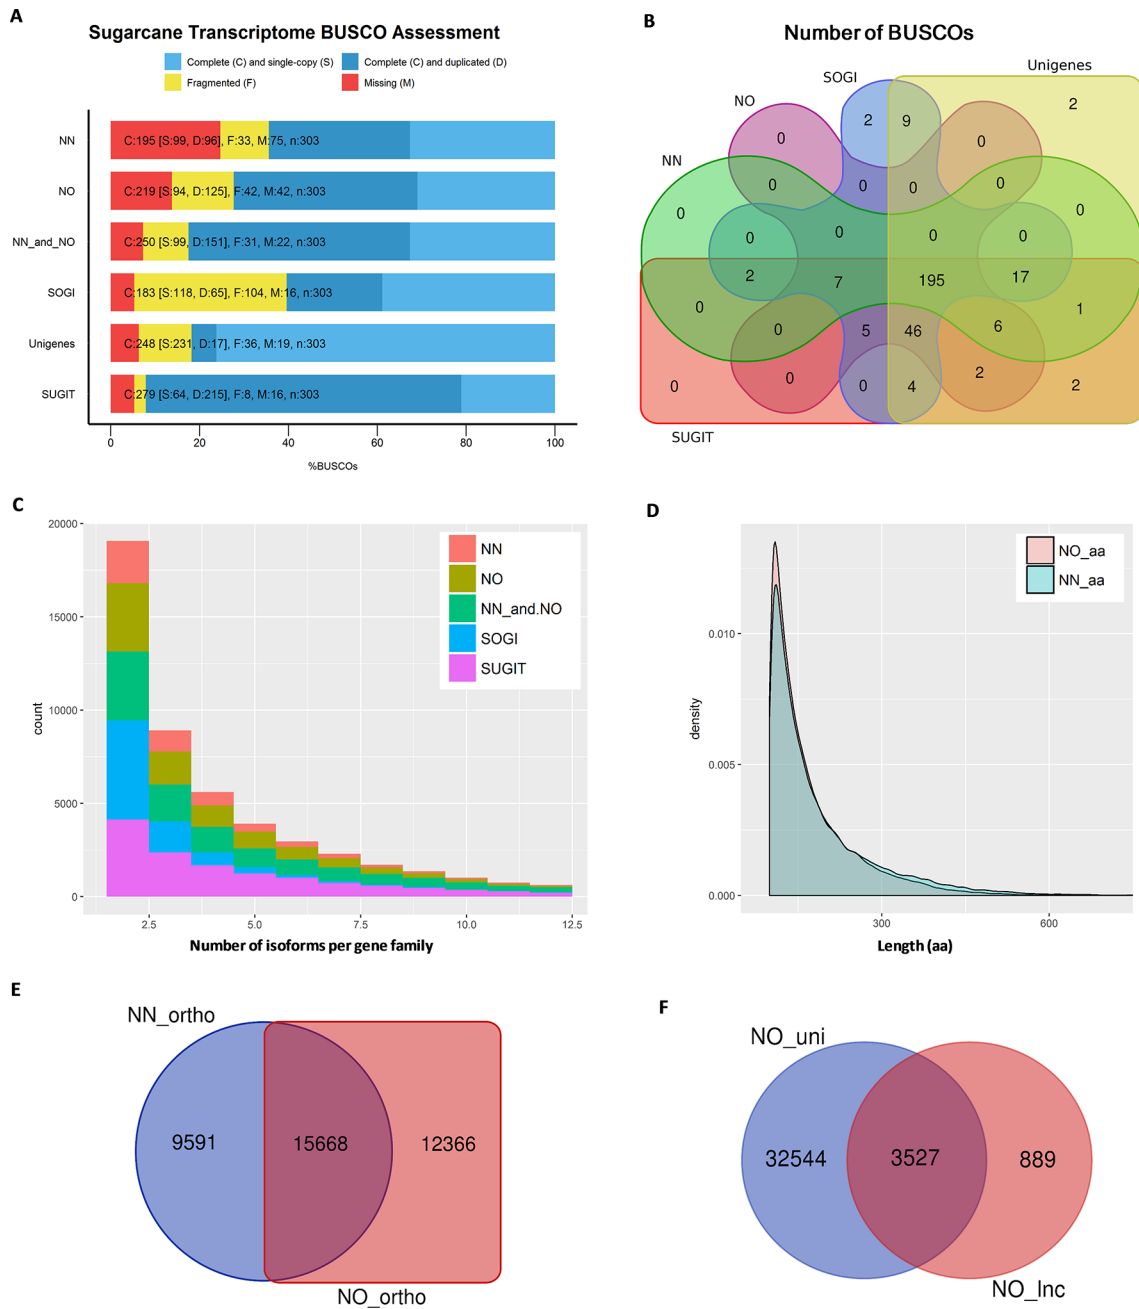 A
Sugarcane Transcriptome BUSCO Assessment
Complete (C) and single-copy (S)
Complete (C) and duplicated (D)
Fragmented (F)
Missing (M)
NN
C:195 [S:99, D:96], F:33, M:75, n:303
NO
C:219 [S:94, D:125], F:42, M:42, n:303
NN_and_NO
C:250 [S:99, D:151], F:31, M:22, n:303
SOGI
C:183 [S:118, D:65], F:104, M:16, n:303
Unigenes
C:248 [S:231, D:17], F:36, M:19, n:303
SUGIT
C:279 [S:64, D:215], F:8, M:16, n:303
0 20 40 60 80 100
%BUSCOs
B
Number of BUSCOs
Unigenes
SOGI
NO
2
2 9
0 0
NN
0 0 0 0
0 0
0 0 0 0
2 7 195 17
0 1
0 5 46 6
0 0 0 4 2 2
SUGIT
C
20000
15000
10000
5000
0
count
NN
NO
NN_and.NO
SOGI
SUGIT
2.5 5.0 7.5 10.0 12.5
Number of isoforms per gene family
D
NO_aa
NN_aa
0.010
0.005
0.000
density
300 600
Length (aa)
E
NN_ortho
9591 15668 12366
NO_ortho
F
NO_uni
32544 3527 889
NO_lnc